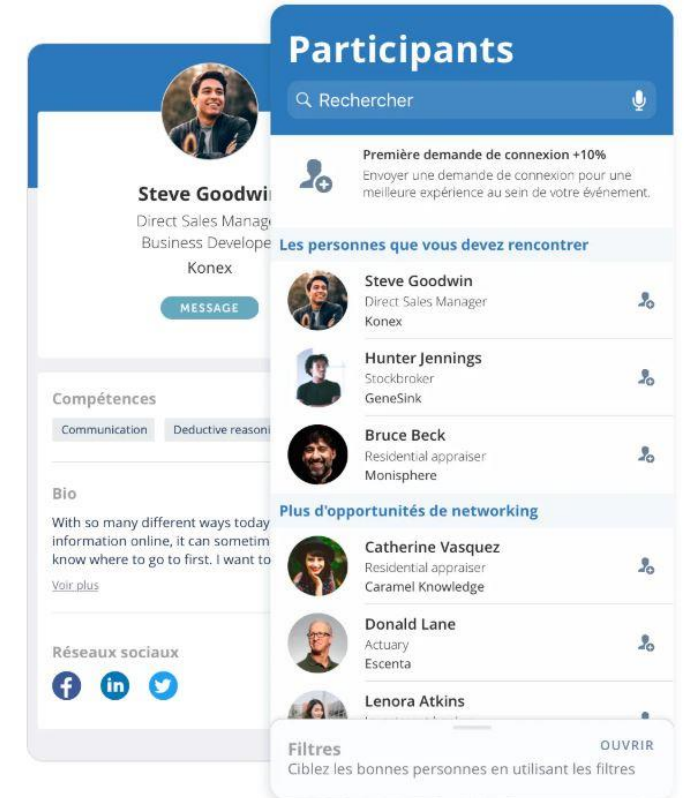 Steve Goodwi
Direct Sales Manag
Business Develope
Konex
MESSAGE
Compétences
Communication
Deductive reasoni
Bio
With so many different ways today
information online, it can sometim
know where to go to first. I want to
Voir plus
Réseaux sociaux
f
in
Participants
Rechercher
Première demande de connexion +10%
Envoyer une demande de connexion pour une
meilleure expérience au sein de votre événement.
Les personnes que vous devez rencontrer
Steve Goodwin
Direct Sales Manager
Konex
Hunter Jennings
Stockbroker
GeneSink
Bruce Beck
Residential appraiser
Monisphere
Plus d'opportunités de networking
Catherine Vasquez
Residential appraiser
Caramel Knowledge
Donald Lane
Actuary
Escenta
Lenora Atkins
Filtres
OUVRIR
Ciblez les bonnes personnes en utilisant les filtres